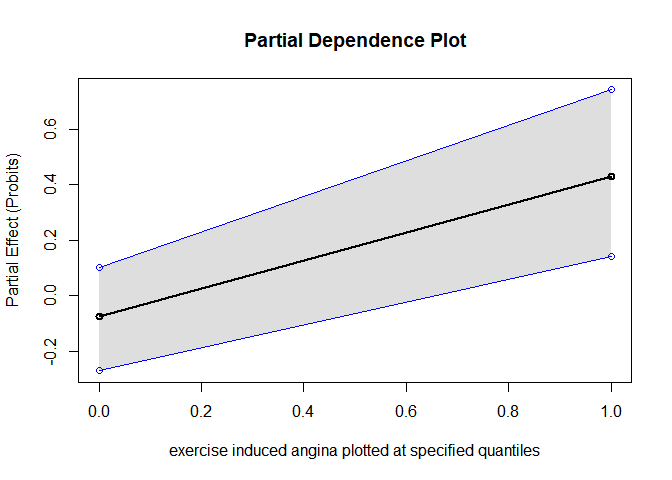 Partial Dependence Plot
Partial Effect (Probits)
0.6
0.4
0.2
0.0
-0.2
0.0 0.2 0.4 0.6 0.8 1.0
exercise induced angina plotted at specified quantiles